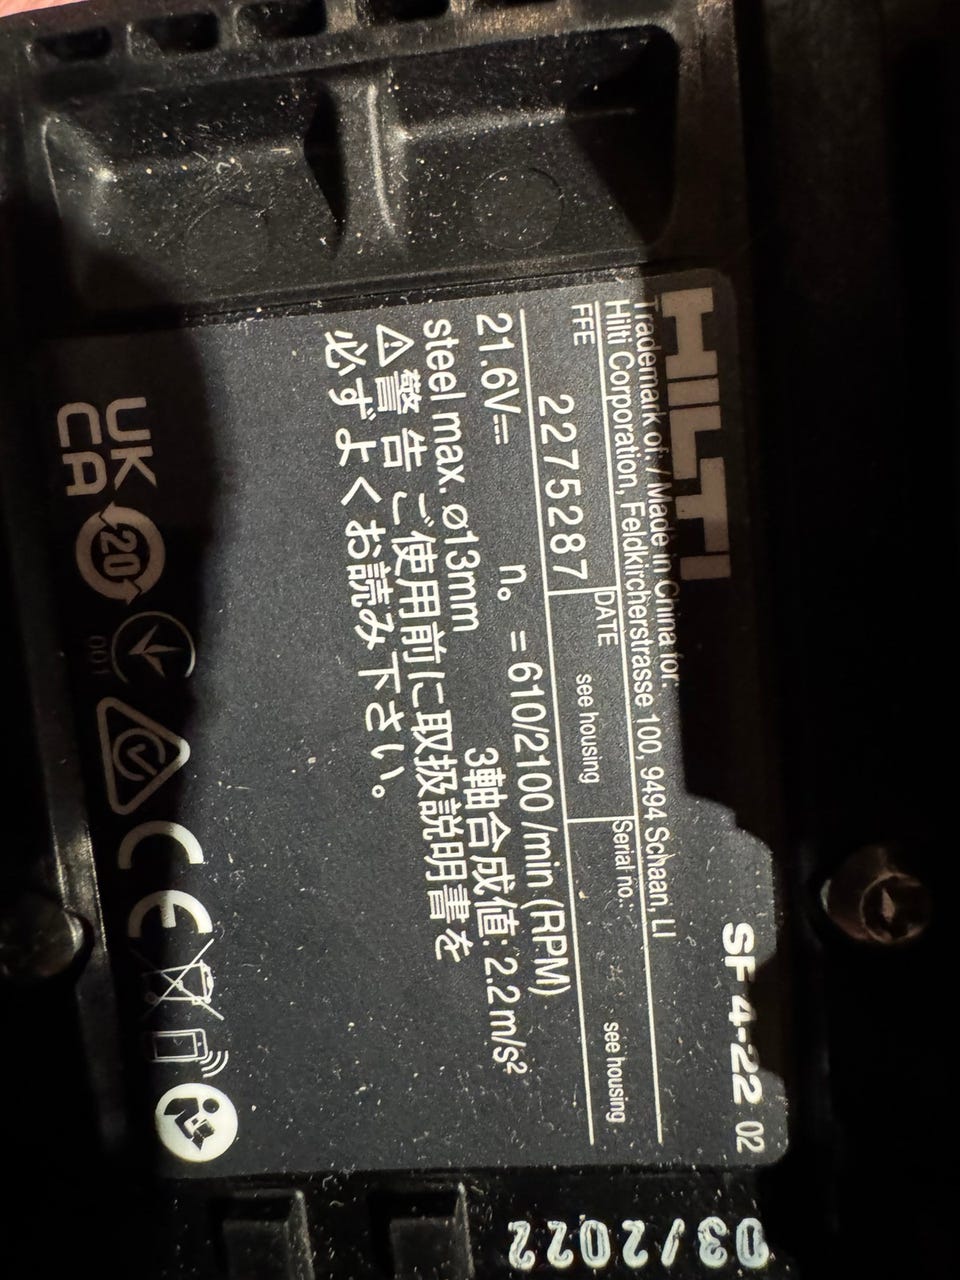 HILTI
SF 4-22 02
Trademark of: / Made in China for:
Hilti Corporation, Feldkircherstrasse 100, 9494 Schaan, LI
FFE 2275287 DATE see housing Serial no.: see housing
21.6V⎓ n₀ = 610/2100 /min (RPM)
steel max. ø13mm 3軸合成値: 2.2m/s²
⚠警告 ご使用前に取扱説明書を
必ずよくお読み下さい。
UK
CA
20
001
CE
03/2022